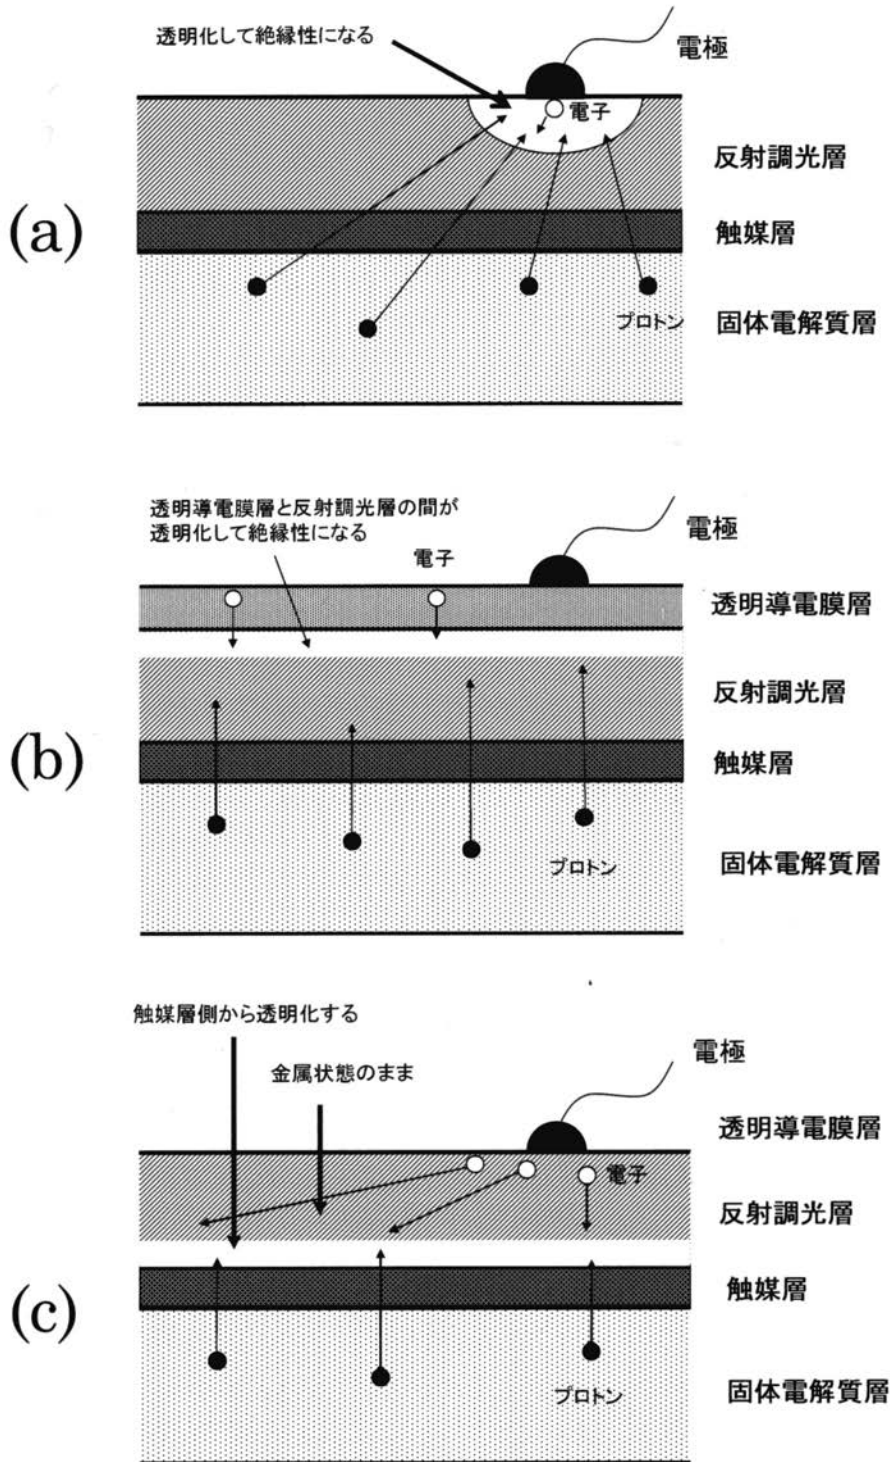 透明化して絶縁性になる
電極
電子
反射調光層
(a)
触媒層
プロトン
固体電解質層
透明導電膜層と反射調光層の間が
透明化して絶縁性になる
電極
電子
透明導電膜層
反射調光層
(b)
触媒層
プロトン
固体電解質層
触媒層側から透明化する
電極
金属状態のまま
透明導電膜層
電子
反射調光層
触媒層
(c)
プロトン
固体電解質層